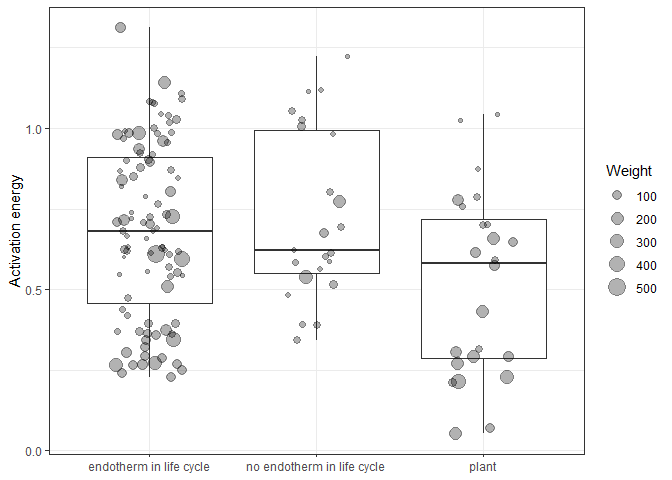 Activation energy
1.0
0.5
0.0
endotherm in life cycle
no endotherm in life cycle
plant
Weight
100
200
300
400
500